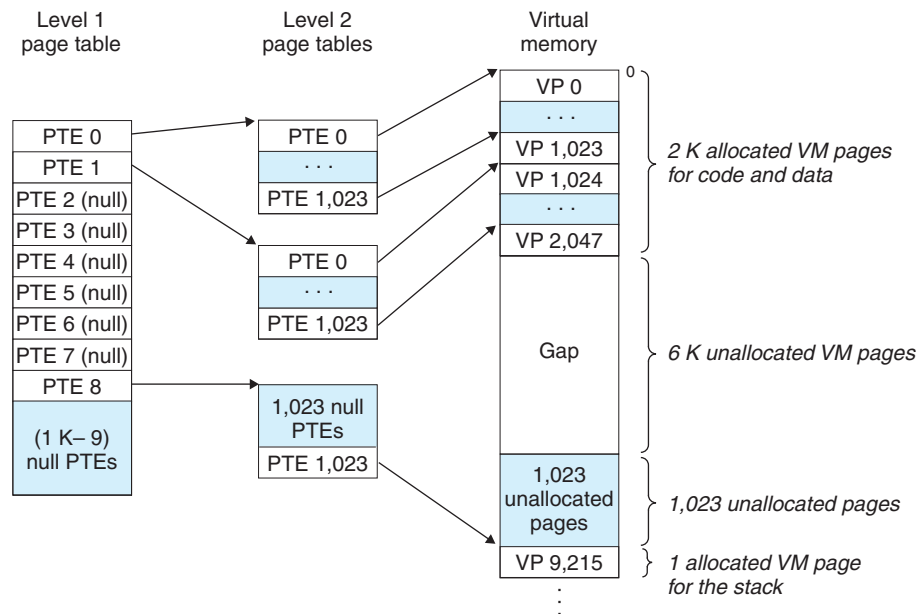 Level 1
page table
Level 2
page tables
Virtual
memory
PTE 0
PTE 1
PTE 2 (null)
PTE 3 (null)
PTE 4 (null)
PTE 5 (null)
PTE 6 (null)
PTE 7 (null)
PTE 8
(1 K– 9)
null PTEs
PTE 0
. . .
PTE 1,023
PTE 0
. . .
PTE 1,023
1,023 null
PTEs
PTE 1,023
0
VP 0
. . .
VP 1,023
VP 1,024
. . .
VP 2,047
Gap
1,023
unallocated
pages
VP 9,215
. . .
2 K allocated VM pages
for code and data
6 K unallocated VM pages
1,023 unallocated pages
1 allocated VM page
for the stack